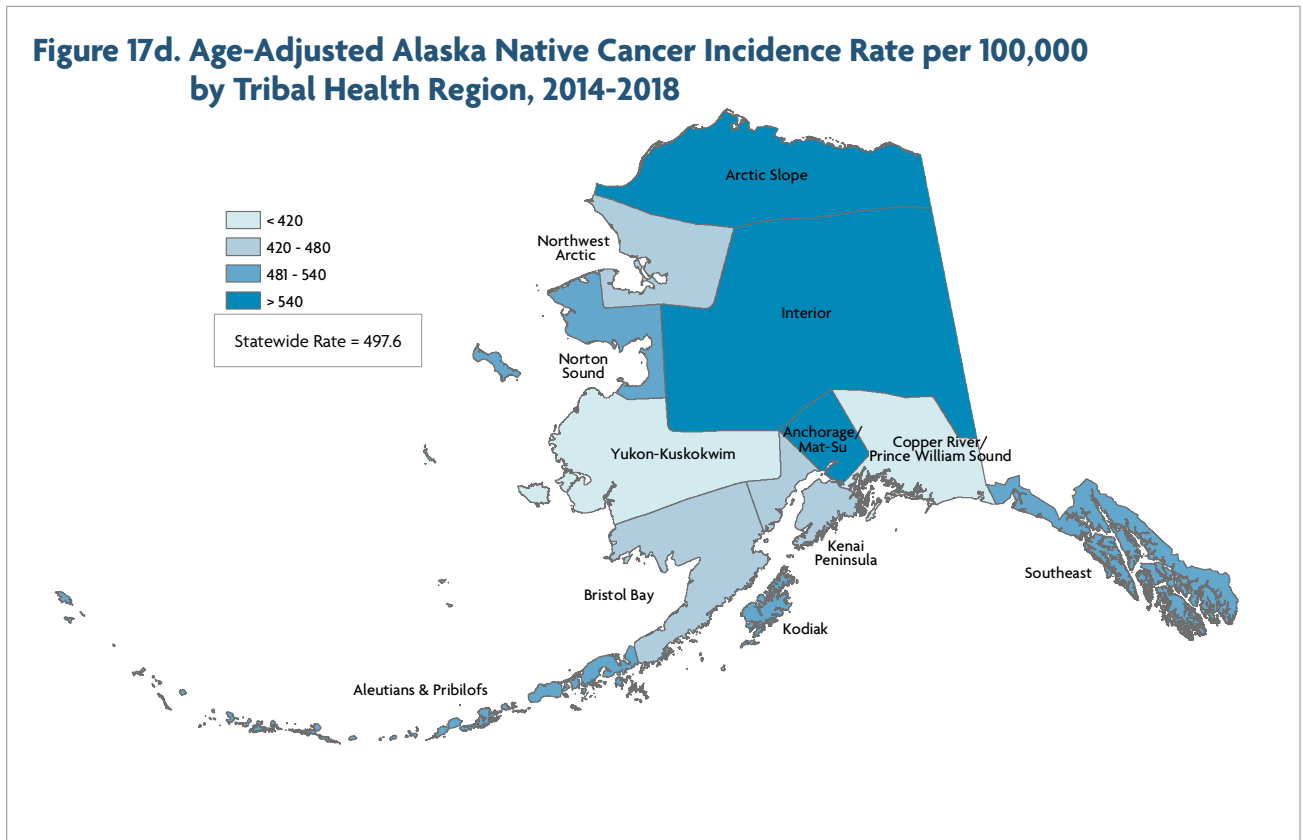 Figure 17d. Age-Adjusted Alaska Native Cancer Incidence Rate per 100,000
by Tribal Health Region, 2014-2018
Arctic Slope
< 420
420 - 480
481 - 540
> 540
Statewide Rate = 497.6
Northwest
Arctic
Interior
Norton
Sound
Anchorage/
Mat-Su
Copper River/
Prince William Sound
Yukon-Kuskokwim
Kenai
Peninsula
Southeast
Bristol Bay
Kodiak
Aleutians & Pribilofs